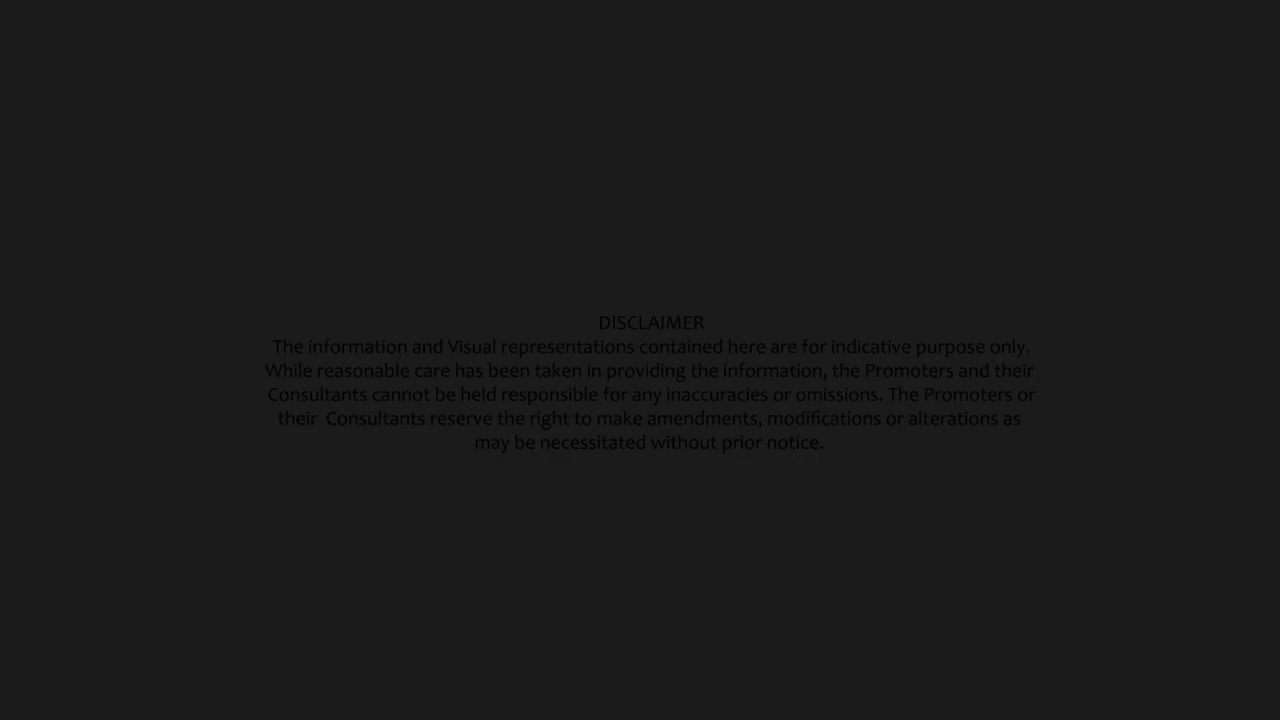 DISCLAIMER
The information and Visual representations contained here are for indicative purpose only.
While reasonable care has been taken in providing the information, the Promoters and their
Consultants cannot be held responsible for any inaccuracies or omissions. The Promoters or
their  Consultants reserve the right to make amendments, modifications or alterations as
may be necessitated without prior notice.